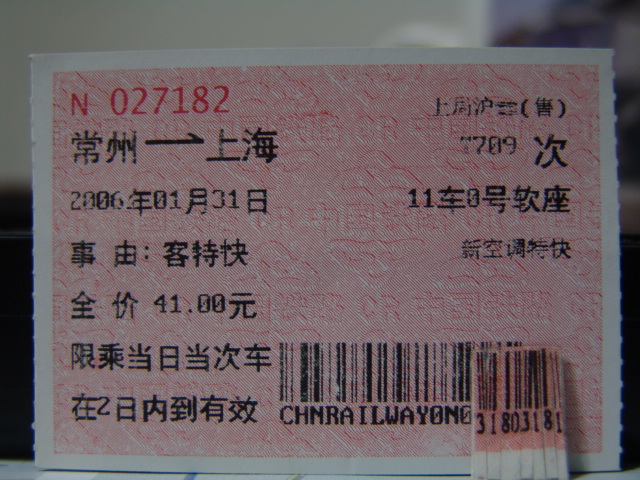 N 027182
上局沪 (售)
常州→上海
T709 次
2006年01月31日
11车0号软座
事 由: 客特快
新空调特快
全 价 41.00元
限乘当日当次车
在2日内到有效
CHNRAILWAY0N0
31803181